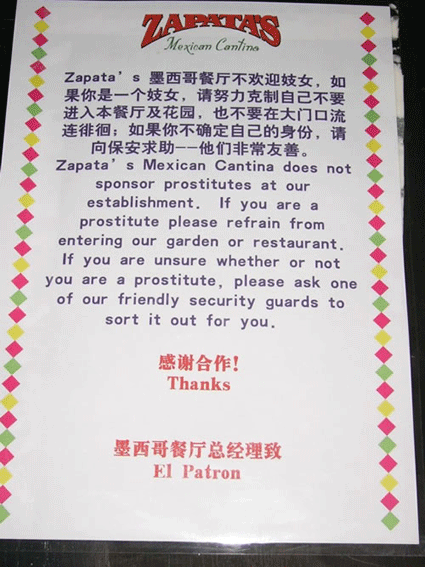 ZAPATA'S
Mexican Cantina
Zapata's 墨西哥餐厅不欢迎妓女，如
果你是一个妓女，请努力克制自己不要
进入本餐厅及花园，也不要在大门口流
连徘徊；如果你不确定自己的身份，请
向保安求助--他们非常友善。
Zapata's Mexican Cantina does not
sponsor prostitutes at our
establishment. If you are a
prostitute please refrain from
entering our garden or restaurant.
If you are unsure whether or not
you are a prostitute, please ask one
of our friendly security guards to
sort it out for you.
感谢合作！
Thanks
墨西哥餐厅总经理致
El Patron